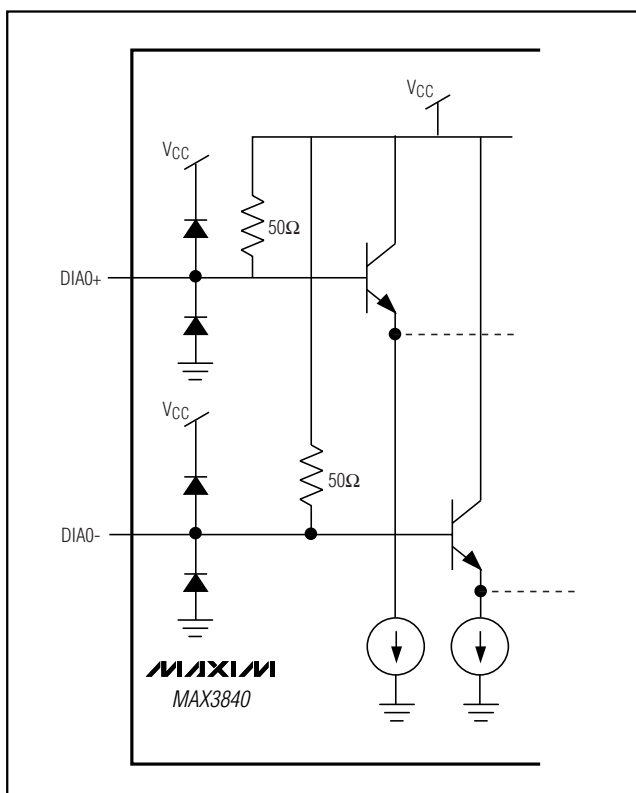 VCC
VCC
50Ω
DIA0+
VCC
50Ω
DIA0-
MAXIM
MAX3840